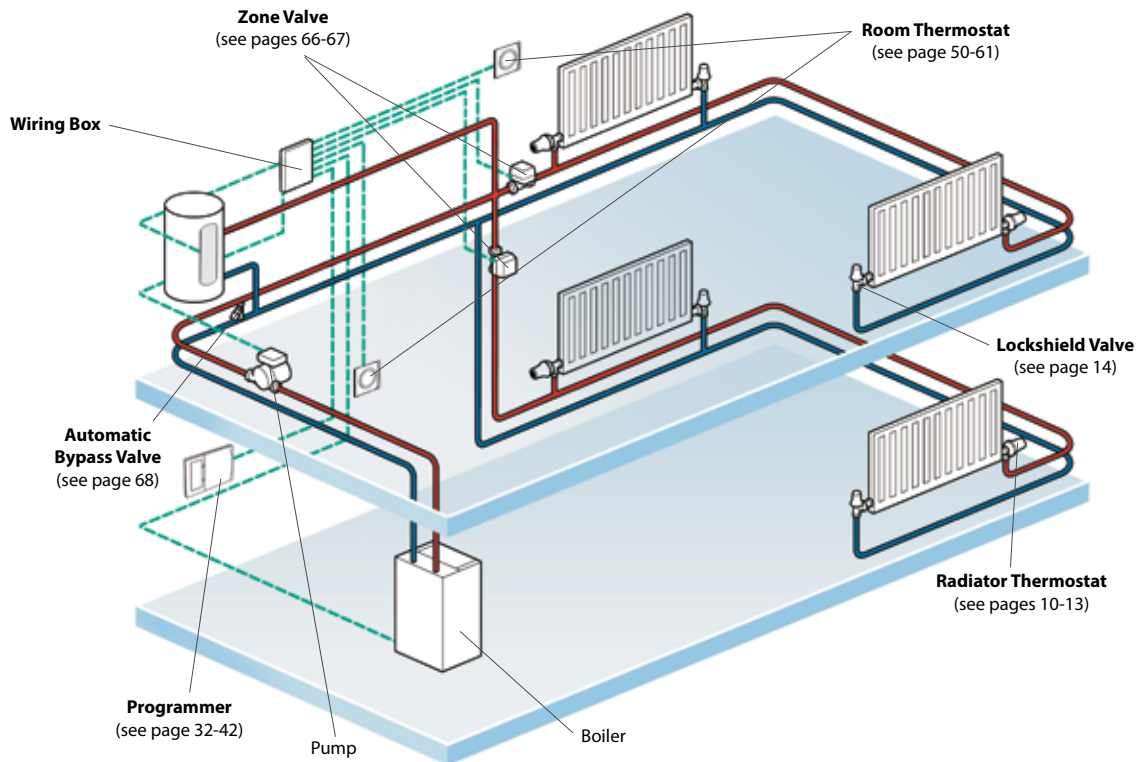 Zone Valve
(see pages 66-67)
Room Thermostat
(see page 50-61)
Wiring Box
Lockshield Valve
(see page 14)
Automatic
Bypass Valve
(see page 68)
Radiator Thermostat
(see pages 10-13)
Programmer
(see page 32-42)
Pump
Boiler